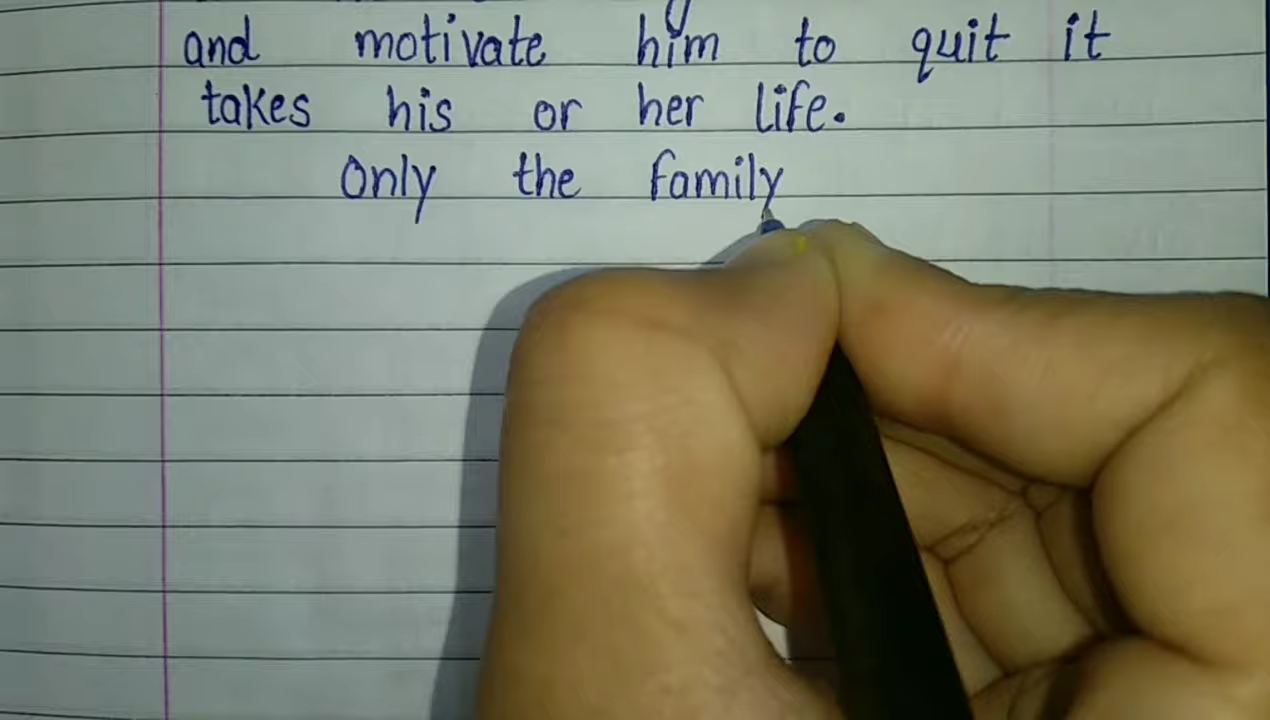 and motivate him to quit it
takes his or her life.
Only the family